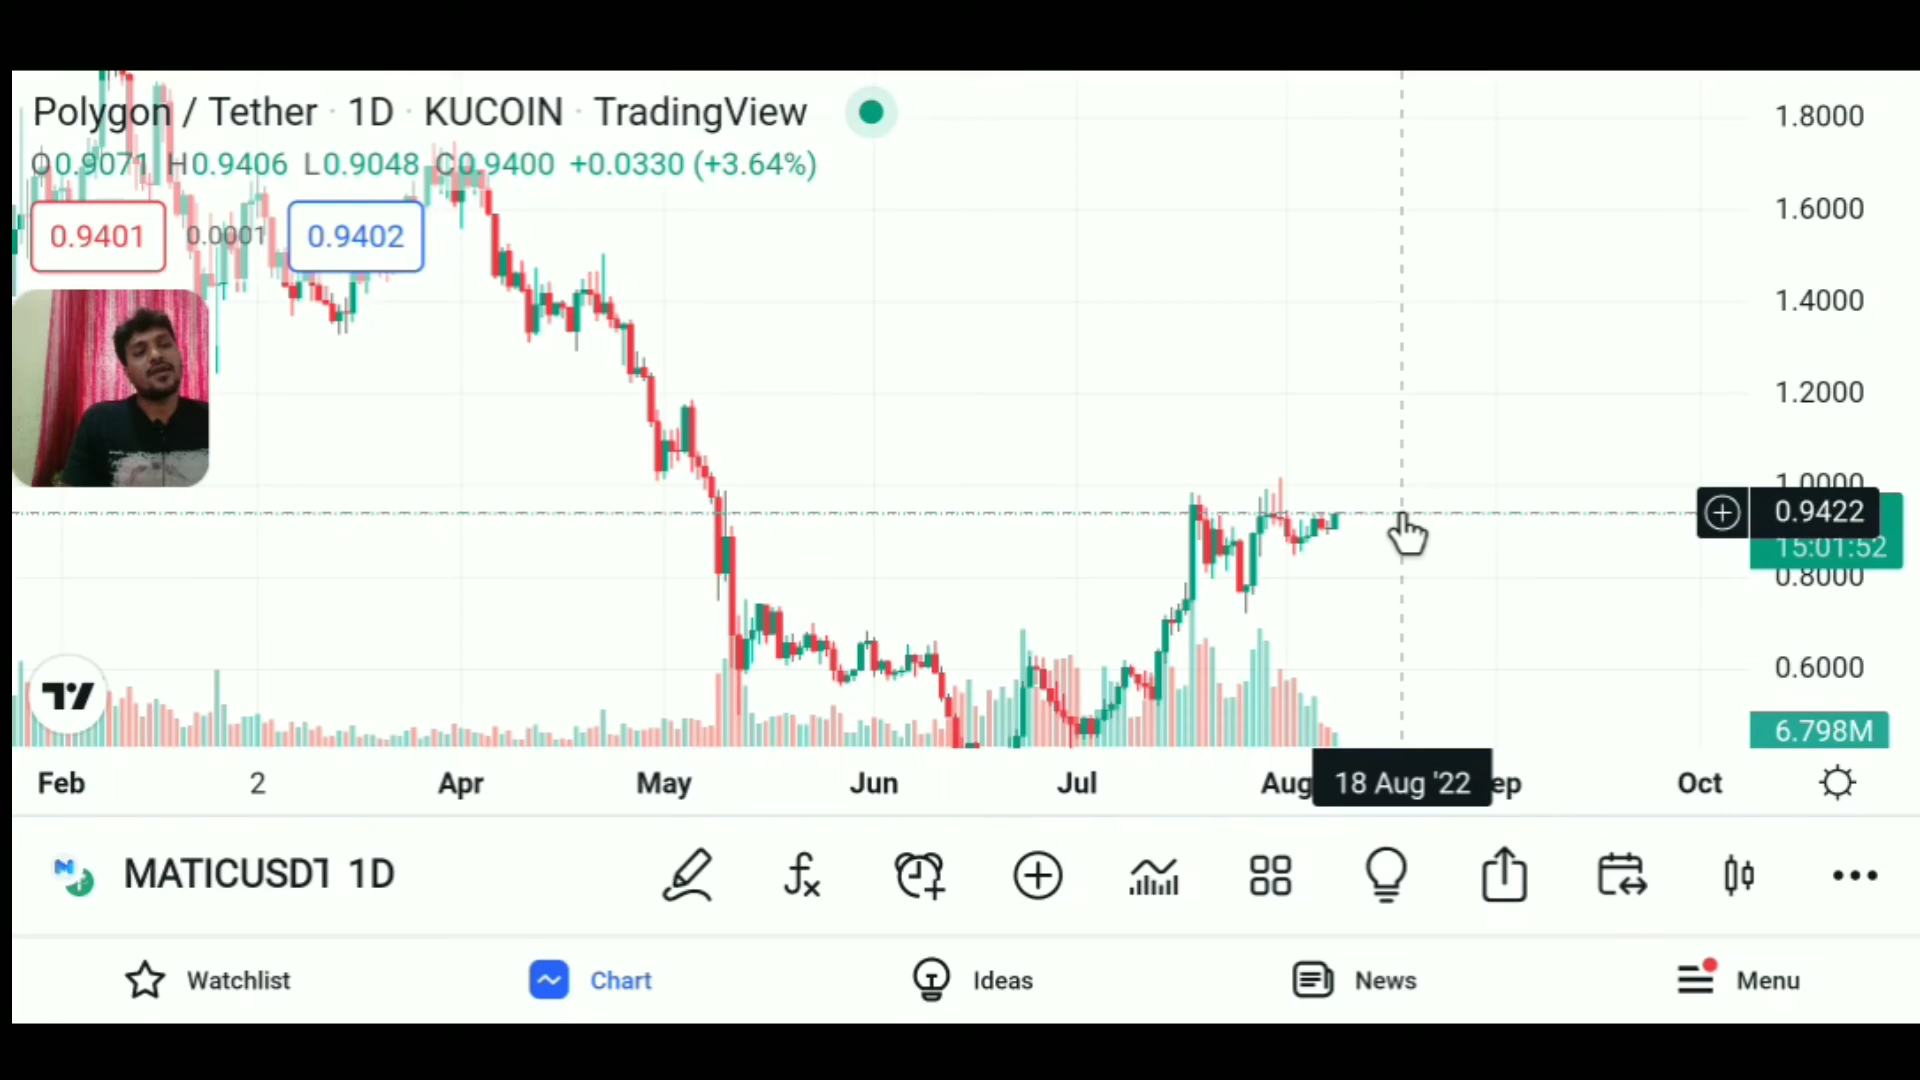 Polygon / Tether · 1D · KUCOIN · TradingView
O0.9071 H0.9406 L0.9048 C0.9400 +0.0330 (+3.64%)
0.9401 0.0001 0.9402
1.8000
1.6000
1.4000
1.2000
1.0000
0.9422
15:01:52
0.8000
0.6000
6.798M
Feb 2 Apr May Jun Jul Aug 18 Aug '22 ep Oct
MATICUSDT 1D
Watchlist Chart Ideas News Menu